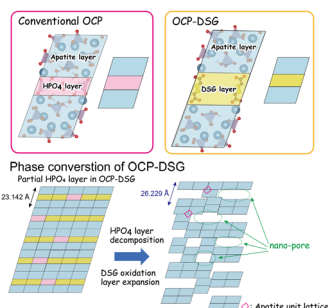 Conventional OCP
OCP-DSG
Apatite layer
Apatite layer
HPO₄ layer
DSG layer
Phase converstion of OCP-DSG
Partial HPO₄ layer in OCP-DSG
23.142 Å
26.229 Å
HPO₄ layer
decomposition
DSG oxidation
layer expansion
nano-pore
: Apatite unit lattice